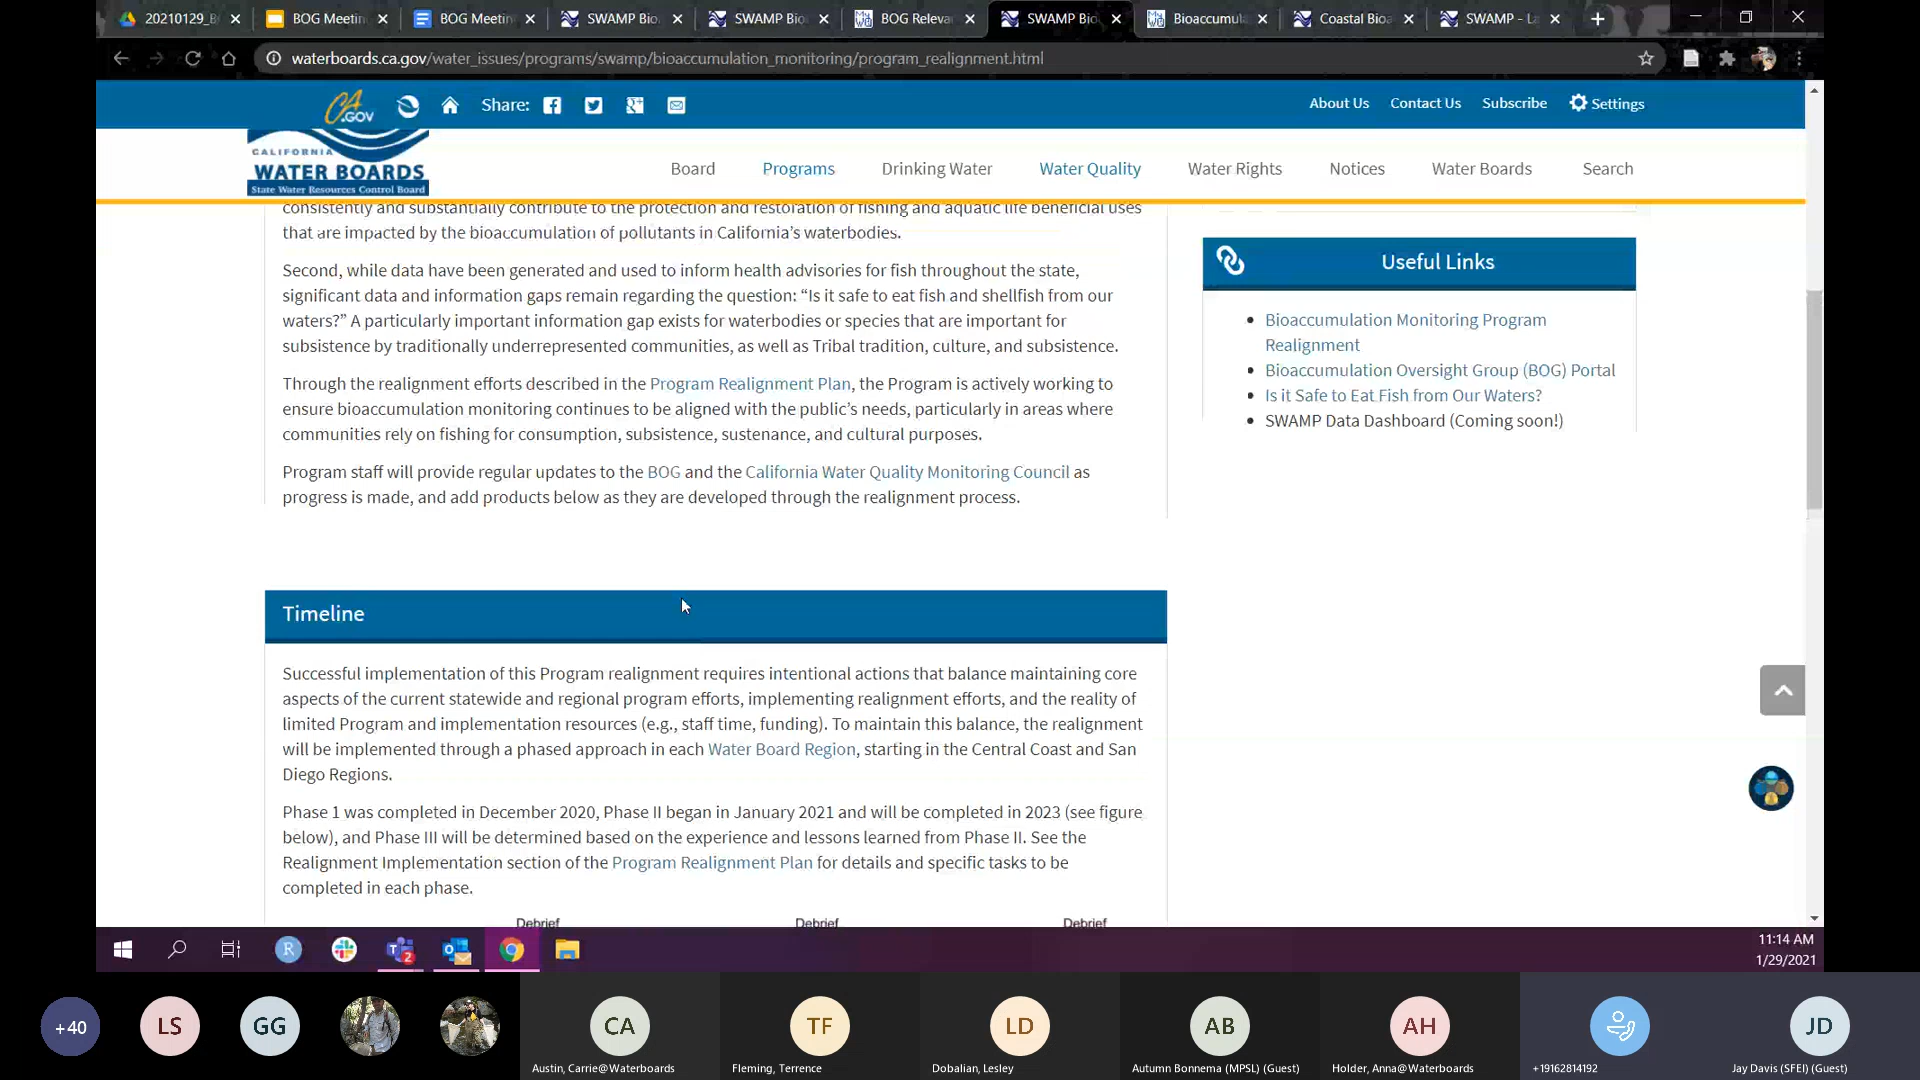 20210129_B
BOG Meetin
BOG Meetin
SWAMP Bio
SWAMP Bio
BOG Releva
SWAMP Bio
Bioaccumula
Coastal Bioa
SWAMP - La
waterboards.ca.gov/water_issues/programs/swamp/bioaccumulation_monitoring/program_realignment.html
CA.GOV
Share:
About Us
Contact Us
Subscribe
Settings
CALIFORNIA
WATER BOARDS
State Water Resources Control Board
Board
Programs
Drinking Water
Water Quality
Water Rights
Notices
Water Boards
Search
consistently and substantially contribute to the protection and restoration of fishing and aquatic life beneficial uses
that are impacted by the bioaccumulation of pollutants in California's waterbodies.
Second, while data have been generated and used to inform health advisories for fish throughout the state,
significant data and information gaps remain regarding the question: “Is it safe to eat fish and shellfish from our
waters?” A particularly important information gap exists for waterbodies or species that are important for
subsistence by traditionally underrepresented communities, as well as Tribal tradition, culture, and subsistence.
Through the realignment efforts described in the Program Realignment Plan, the Program is actively working to
ensure bioaccumulation monitoring continues to be aligned with the public's needs, particularly in areas where
communities rely on fishing for consumption, subsistence, sustenance, and cultural purposes.
Program staff will provide regular updates to the BOG and the California Water Quality Monitoring Council as
progress is made, and add products below as they are developed through the realignment process.
Useful Links
Bioaccumulation Monitoring Program
Realignment
Bioaccumulation Oversight Group (BOG) Portal
Is it Safe to Eat Fish from Our Waters?
SWAMP Data Dashboard (Coming soon!)
Timeline
Successful implementation of this Program realignment requires intentional actions that balance maintaining core
aspects of the current statewide and regional program efforts, implementing realignment efforts, and the reality of
limited Program and implementation resources (e.g., staff time, funding). To maintain this balance, the realignment
will be implemented through a phased approach in each Water Board Region, starting in the Central Coast and San
Diego Regions.
Phase 1 was completed in December 2020, Phase II began in January 2021 and will be completed in 2023 (see figure
below), and Phase III will be determined based on the experience and lessons learned from Phase II. See the
Realignment Implementation section of the Program Realignment Plan for details and specific tasks to be
completed in each phase.
Debrief
Debrief
Debrief
R
2
11:14 AM
1/29/2021
+40
LS
GG
CA
TF
LD
AB
AH
JD
Austin, Carrie@Waterboards
Fleming, Terrence
Dobalian, Lesley
Autumn Bonnema (MPSL) (Guest)
Holder, Anna@Waterboards
+19162814192
Jay Davis (SFEI) (Guest)